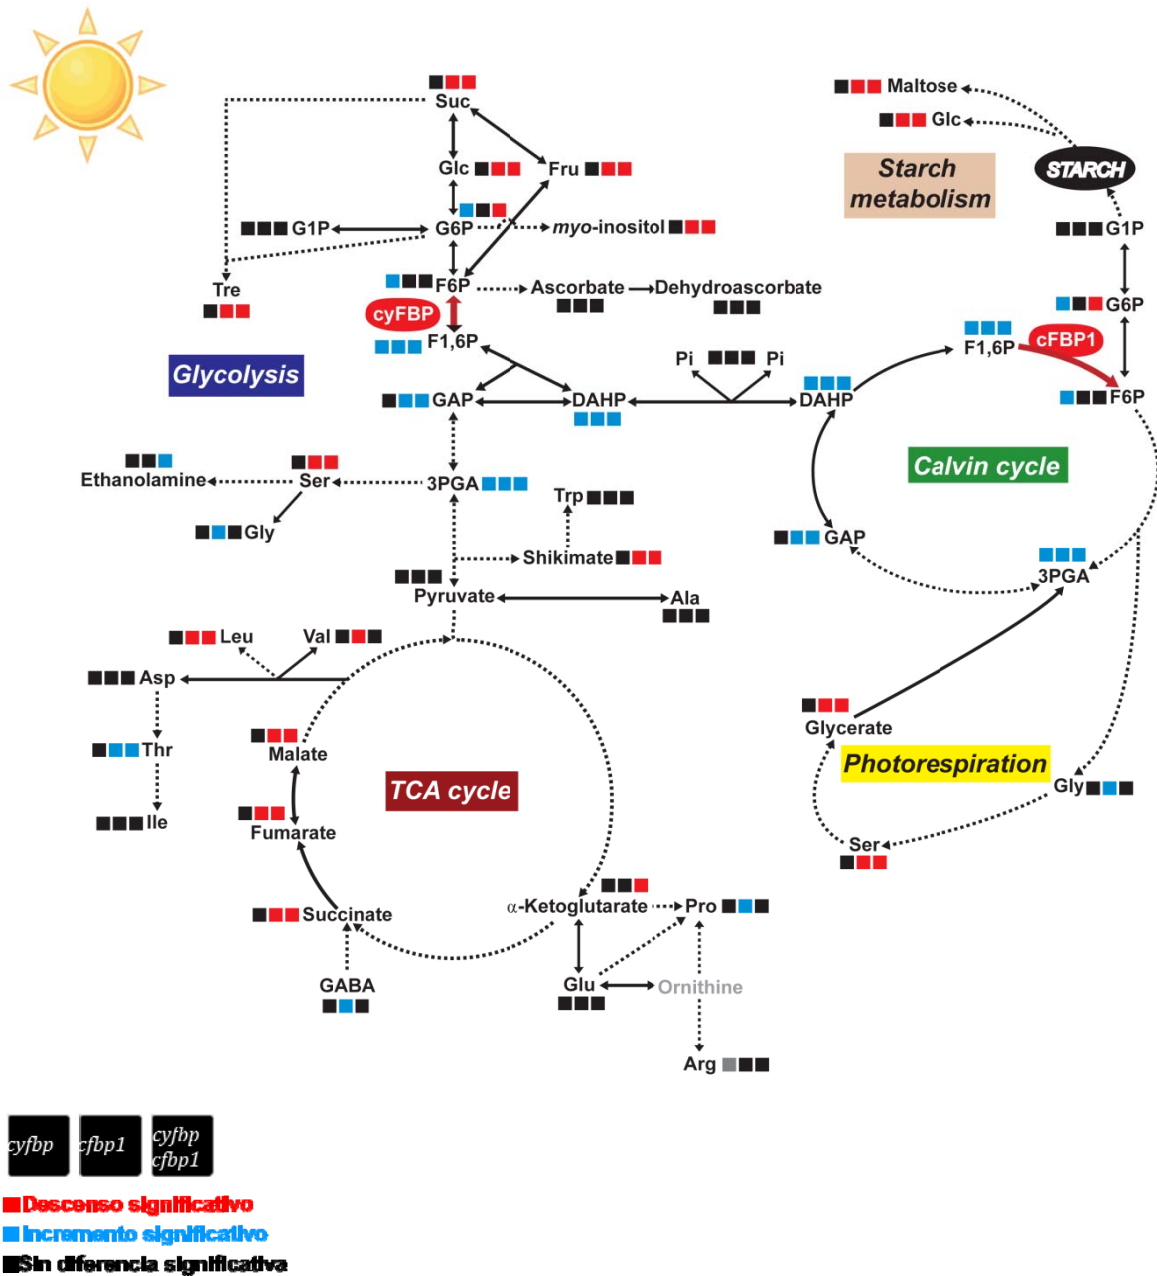 Suc
Maltose
Glc
Glc
Fru
Starch
metabolism
STARCH
G1P
G6P
myo-inositol
G1P
Tre
F6P
Ascorbate
Dehydroascorbate
G6P
cyFBP
F1,6P
Pi
Pi
F1,6P
cFBP1
Glycolysis
GAP
DAHP
DAHP
F6P
Calvin cycle
Ethanolamine
Ser
3PGA
Trp
Gly
GAP
Shikimate
3PGA
Pyruvate
Ala
Leu
Val
Asp
Glycerate
Thr
Malate
Photorespiration
TCA cycle
Gly
Ile
Fumarate
Ser
Succinate
α-Ketoglutarate
Pro
GABA
Glu
Ornithine
Arg
cyfbp
cfbp1
cyfbp
cfbp1
Descenso significativo
Incremento significativo
Sin diferencia significativa